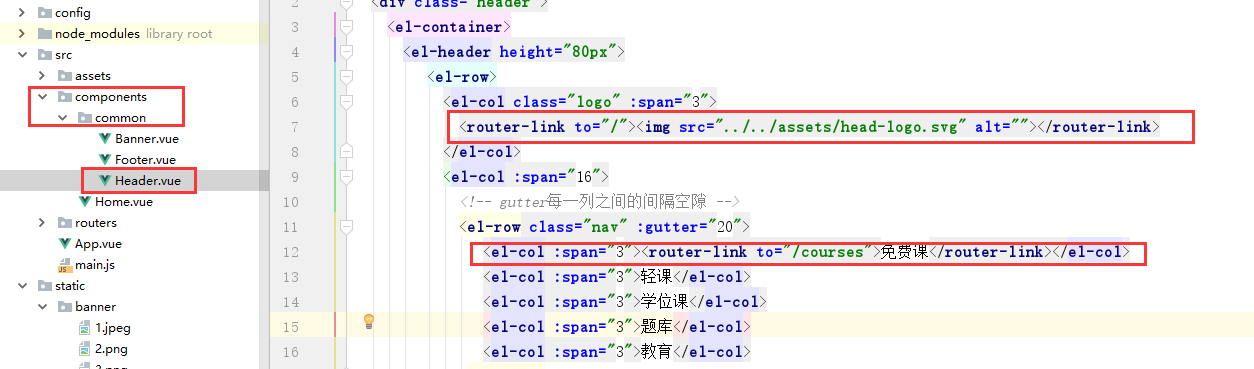 config
node_modules library root
src
assets
components
common
Banner.vue
Footer.vue
Header.vue
Home.vue
routers
App.vue
main.js
static
banner
1.jpeg
2.png
2 <div class="header">
3 <el-container>
4 <el-header height="80px">
5 <el-row>
6 <el-col class="logo" :span="3">
7 <router-link to="/"><img src="../../assets/head-logo.svg" alt=""></router-link>
8 </el-col>
9 <el-col :span="16">
10 <!-- gutter每一列之间的间隔空隙 -->
11 <el-row class="nav" :gutter="20">
12 <el-col :span="3"><router-link to="/courses">免费课</router-link></el-col>
13 <el-col :span="3">轻课</el-col>
14 <el-col :span="3">学位课</el-col>
15 <el-col :span="3">题库</el-col>
16 <el-col :span="3">教育</el-col>